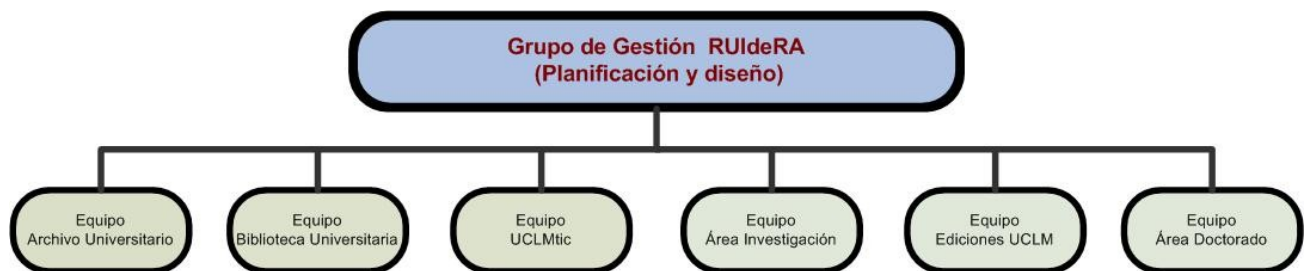 Grupo de Gestión RUIdeRA
(Planificación y diseño)
Equipo
Archivo Universitario
Equipo
Biblioteca Universitaria
Equipo
UCLMtic
Equipo
Área Investigación
Equipo
Ediciones UCLM
Equipo
Área Doctorado